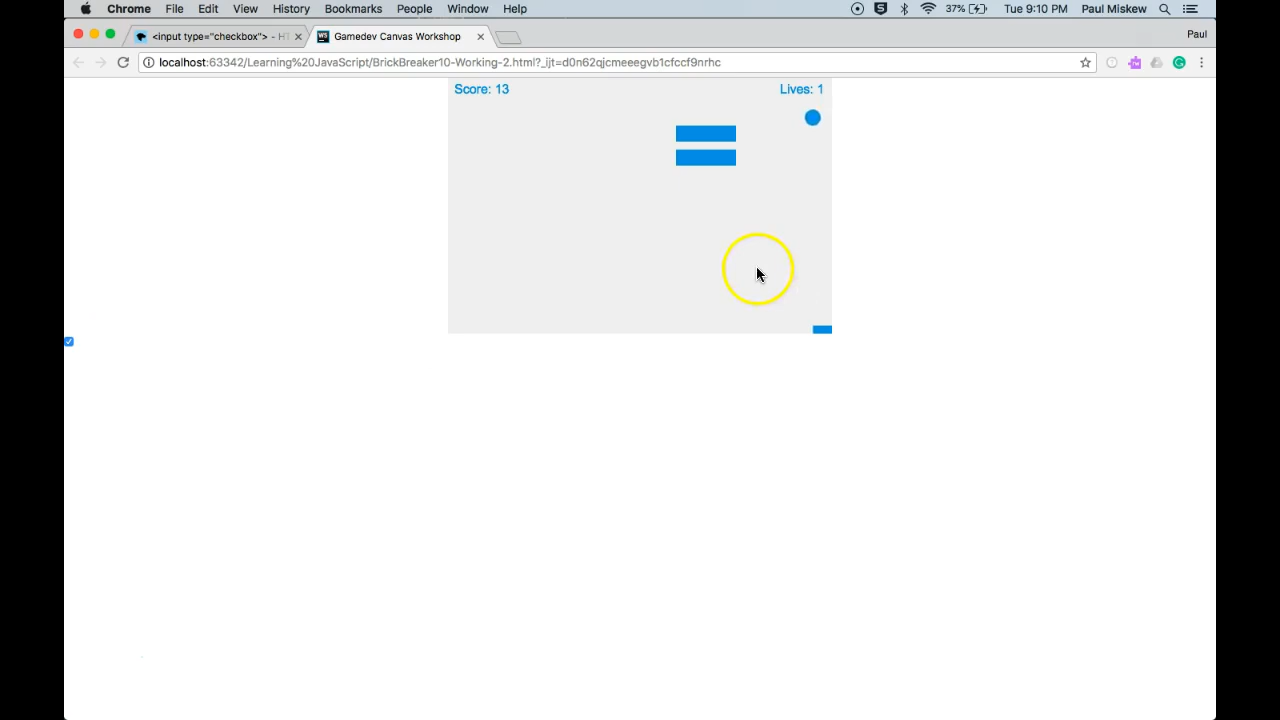 Chrome File Edit View History Bookmarks People Window Help 37% Tue 9:10 PM Paul Miskew
<input type="checkbox"> - HT Gamedev Canvas Workshop Paul
localhost:63342/Learning%20JavaScript/BrickBreaker10-Working-2.html?_ijt=d0n62qjcmeeegvb1cfccf9nrhc
Score: 13 Lives: 1